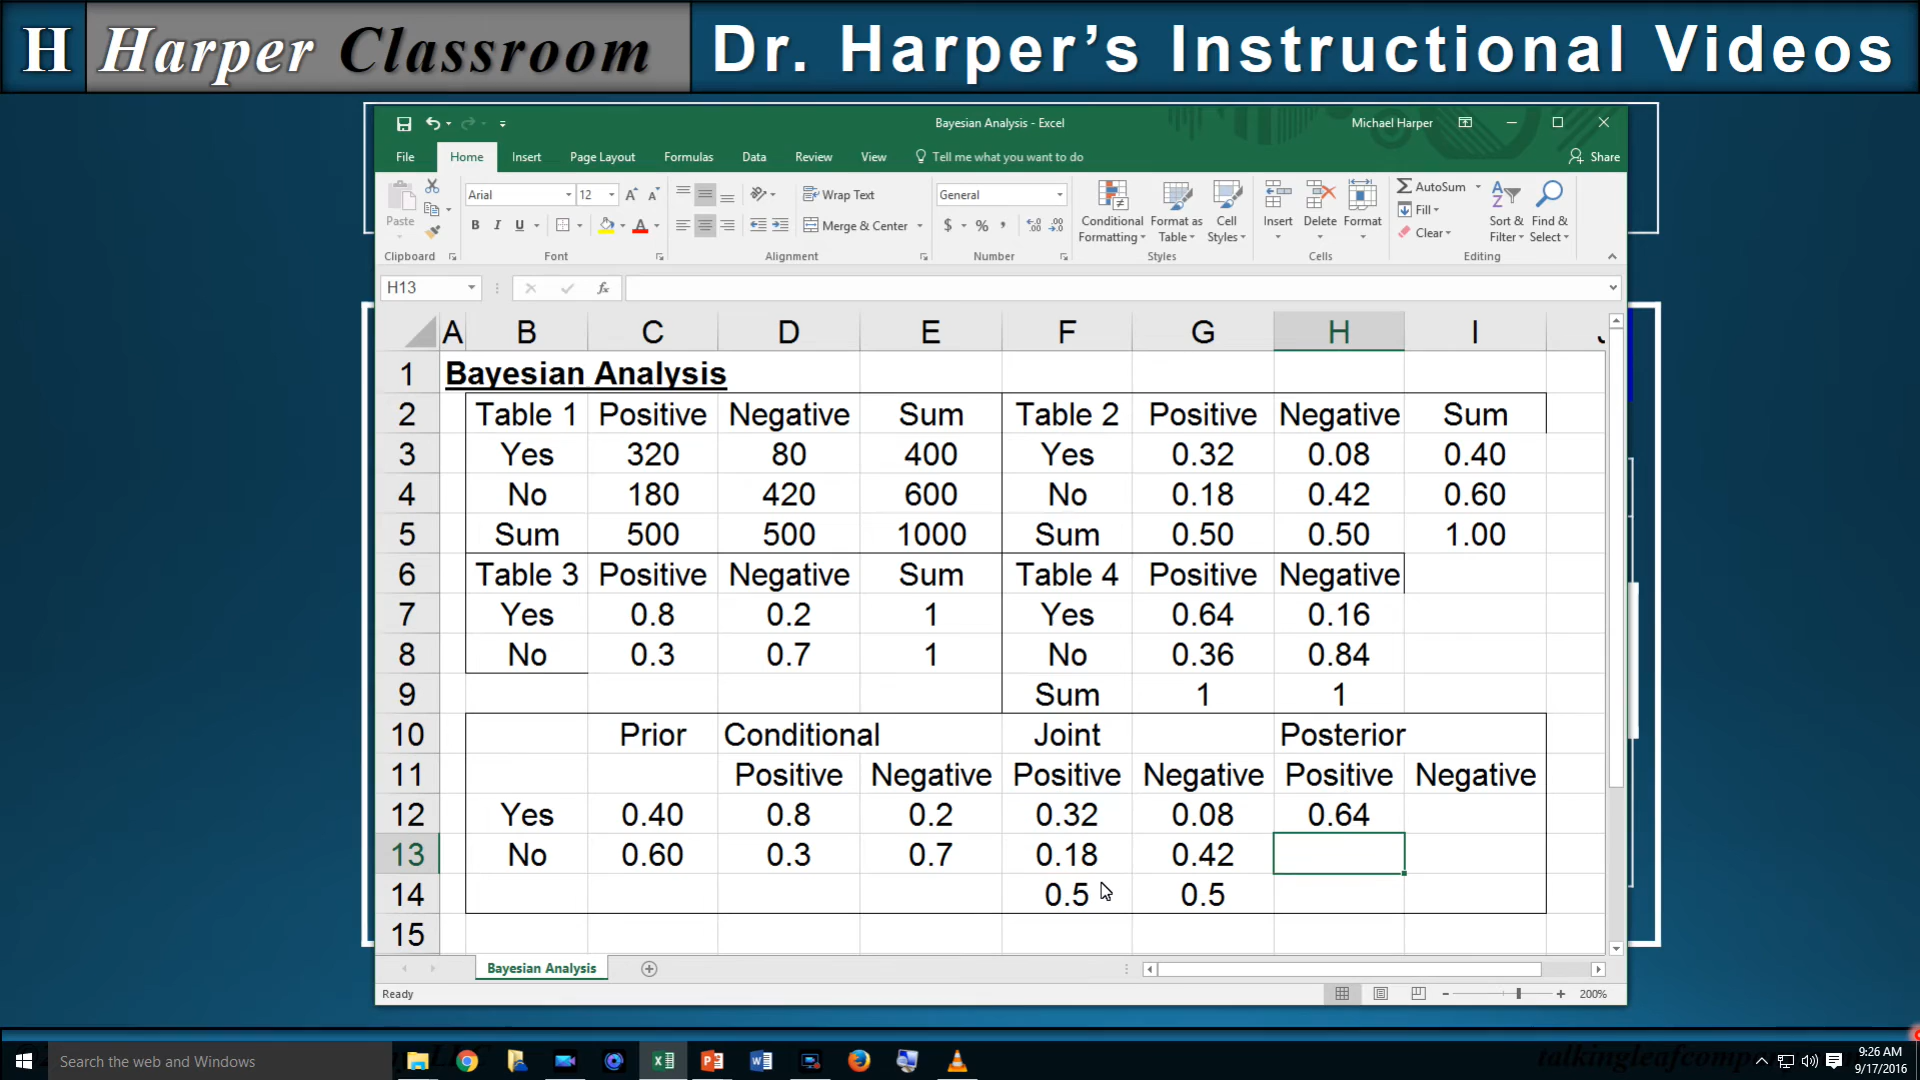 H Harper Classroom Dr. Harper's Instructional Videos
Bayesian Analysis - Excel Michael Harper
File Home Insert Page Layout Formulas Data Review View Tell me what you want to do Share
Paste Arial 12 A A Wrap Text General Conditional Formatting Format as Table Cell Styles Insert Delete Format AutoSum Fill Clear Sort & Filter Find & Select
B I U A Merge & Center $ % ,
Clipboard Font Alignment Number Styles Cells Editing
H13 fx
A B C D E F G H I
1 Bayesian Analysis
2 Table 1 Positive Negative Sum Table 2 Positive Negative Sum
3 Yes 320 80 400 Yes 0.32 0.08 0.40
4 No 180 420 600 No 0.18 0.42 0.60
5 Sum 500 500 1000 Sum 0.50 0.50 1.00
6 Table 3 Positive Negative Sum Table 4 Positive Negative
7 Yes 0.8 0.2 1 Yes 0.64 0.16
8 No 0.3 0.7 1 No 0.36 0.84
9 Sum 1 1
10 Prior Conditional Joint Posterior
11 Positive Negative Positive Negative Positive Negative
12 Yes 0.40 0.8 0.2 0.32 0.08 0.64
13 No 0.60 0.3 0.7 0.18 0.42
14 0.5 0.5
15
Bayesian Analysis
Ready 200%
Search the web and Windows 9:26 AM
9/17/2016